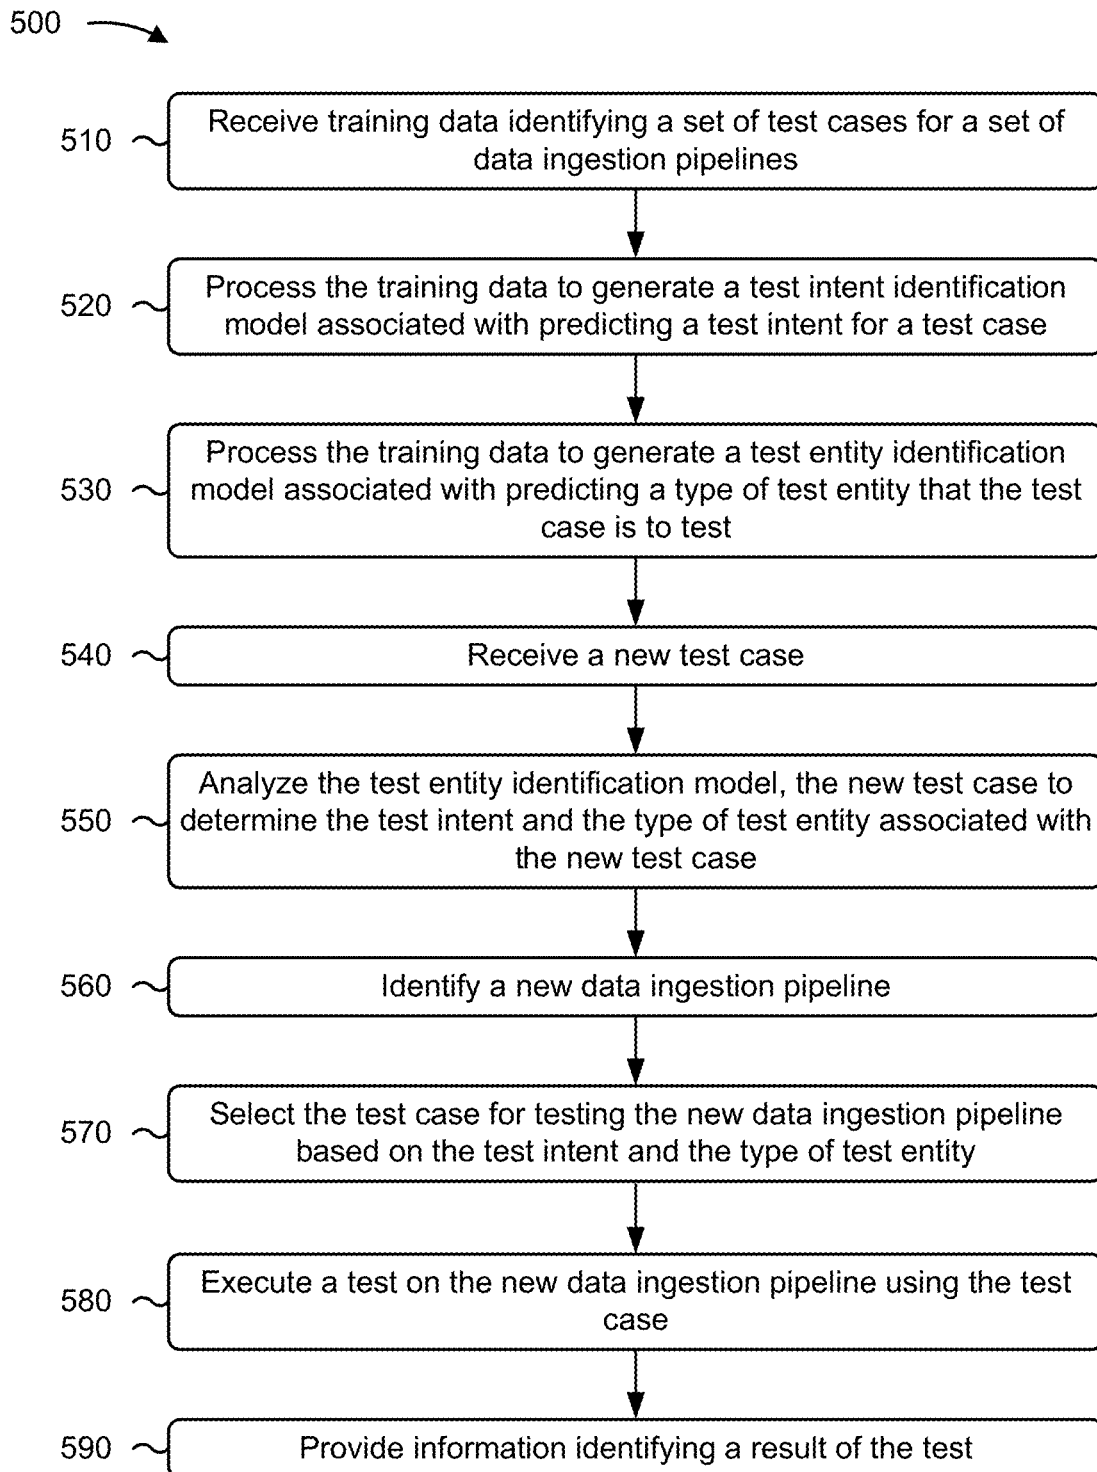 500
510
Receive training data identifying a set of test cases for a set of
data ingestion pipelines
520
Process the training data to generate a test intent identification
model associated with predicting a test intent for a test case
530
Process the training data to generate a test entity identification
model associated with predicting a type of test entity that the test
case is to test
540
Receive a new test case
550
Analyze the test entity identification model, the new test case to
determine the test intent and the type of test entity associated with
the new test case
560
Identify a new data ingestion pipeline
570
Select the test case for testing the new data ingestion pipeline
based on the test intent and the type of test entity
580
Execute a test on the new data ingestion pipeline using the test
case
590
Provide information identifying a result of the test